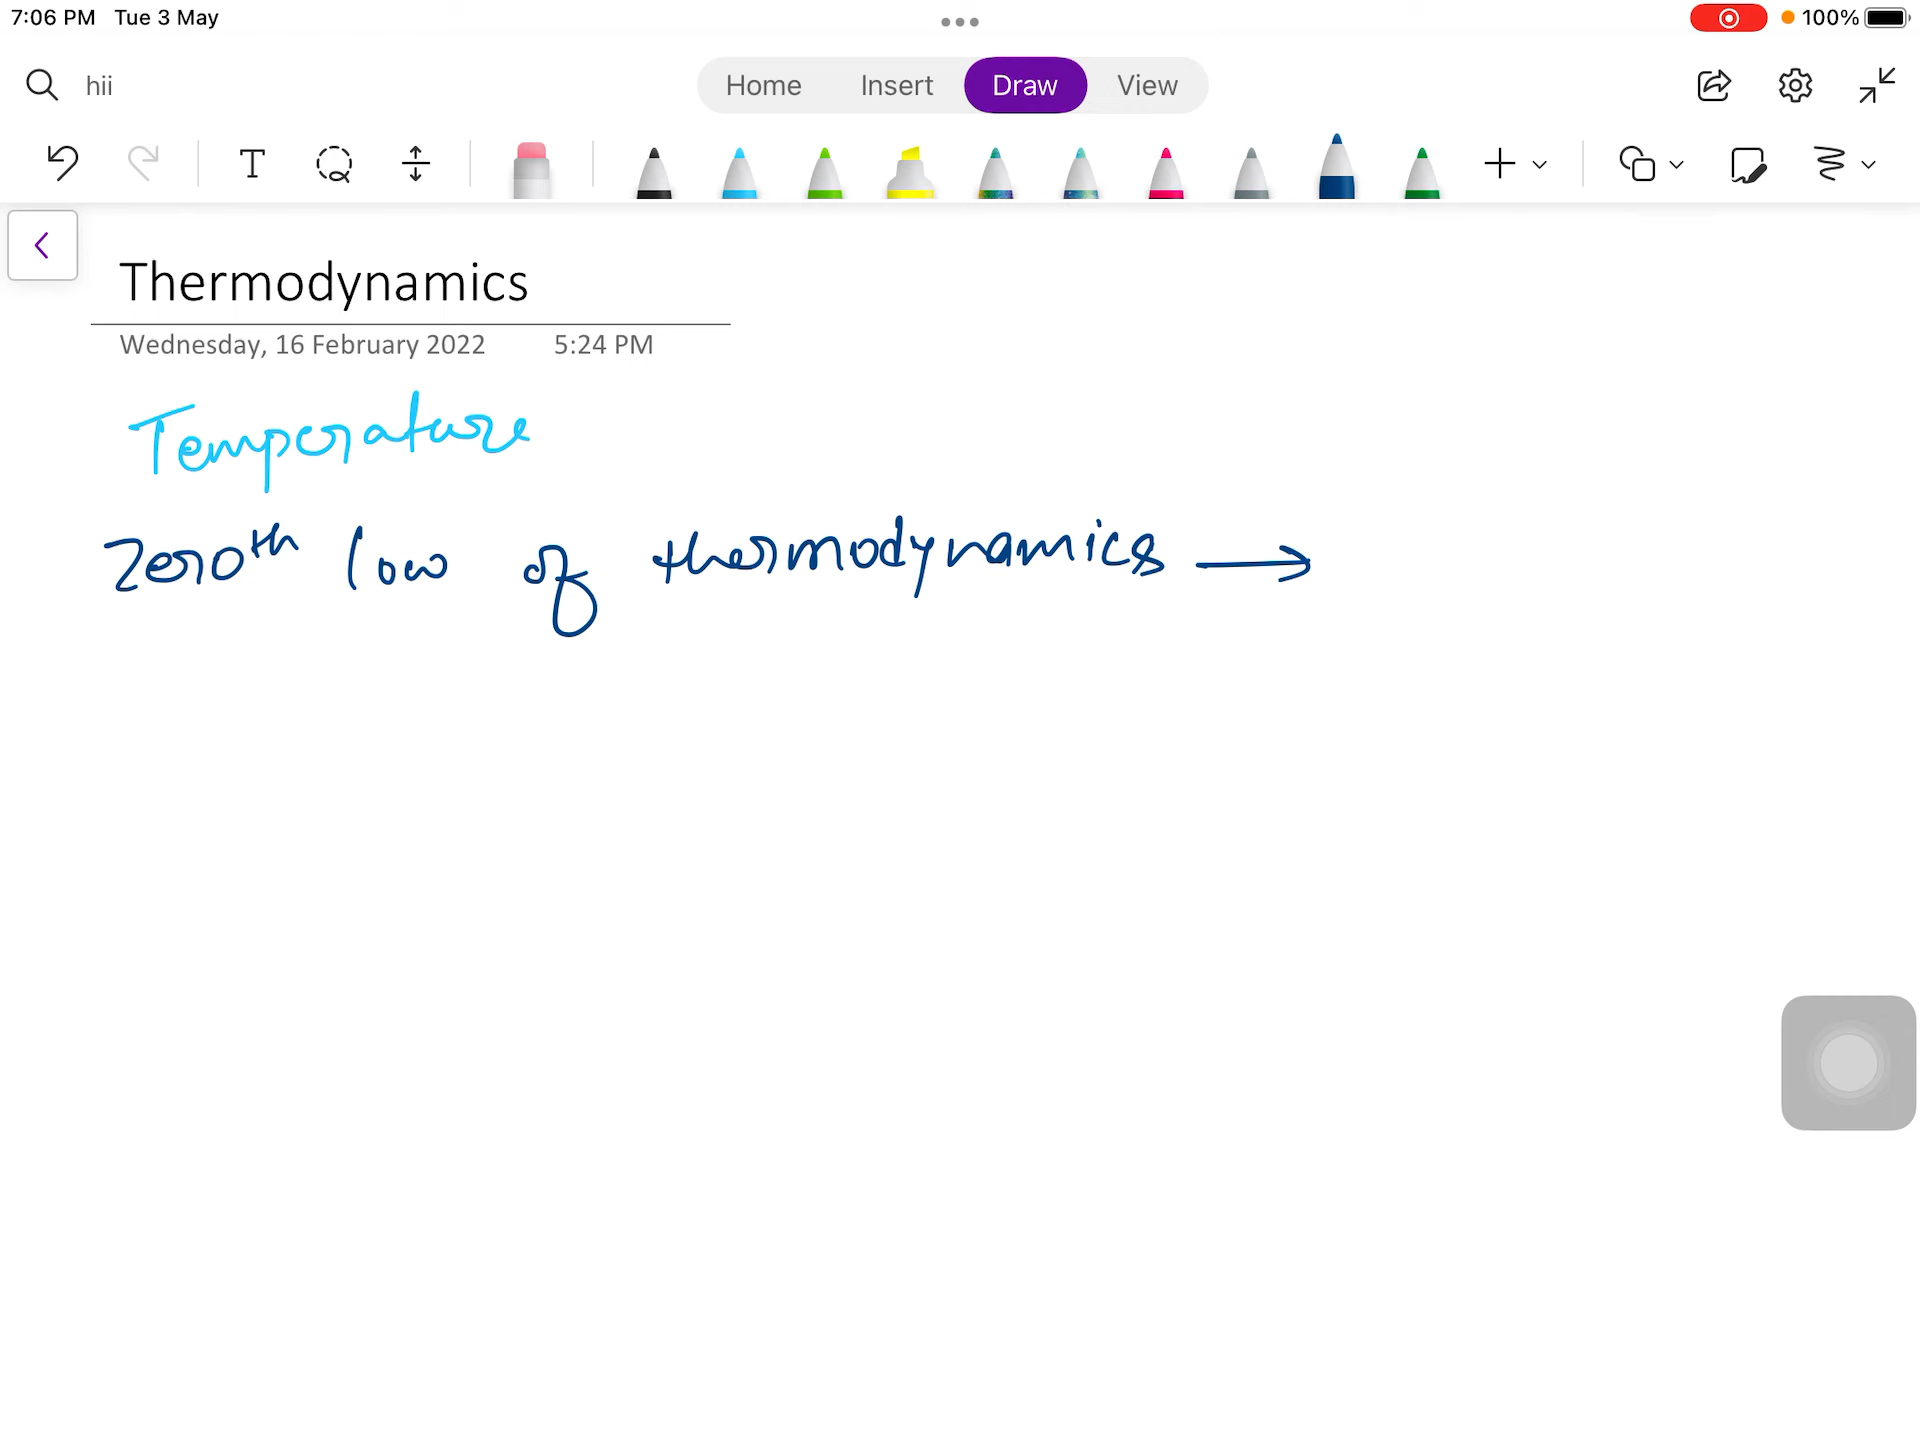 7:06 PM Tue 3 May 100%
hii Home Insert Draw View
T
Thermodynamics
Wednesday, 16 February 2022 5:24 PM
Temperature
Zeroth law of thermodynamics →